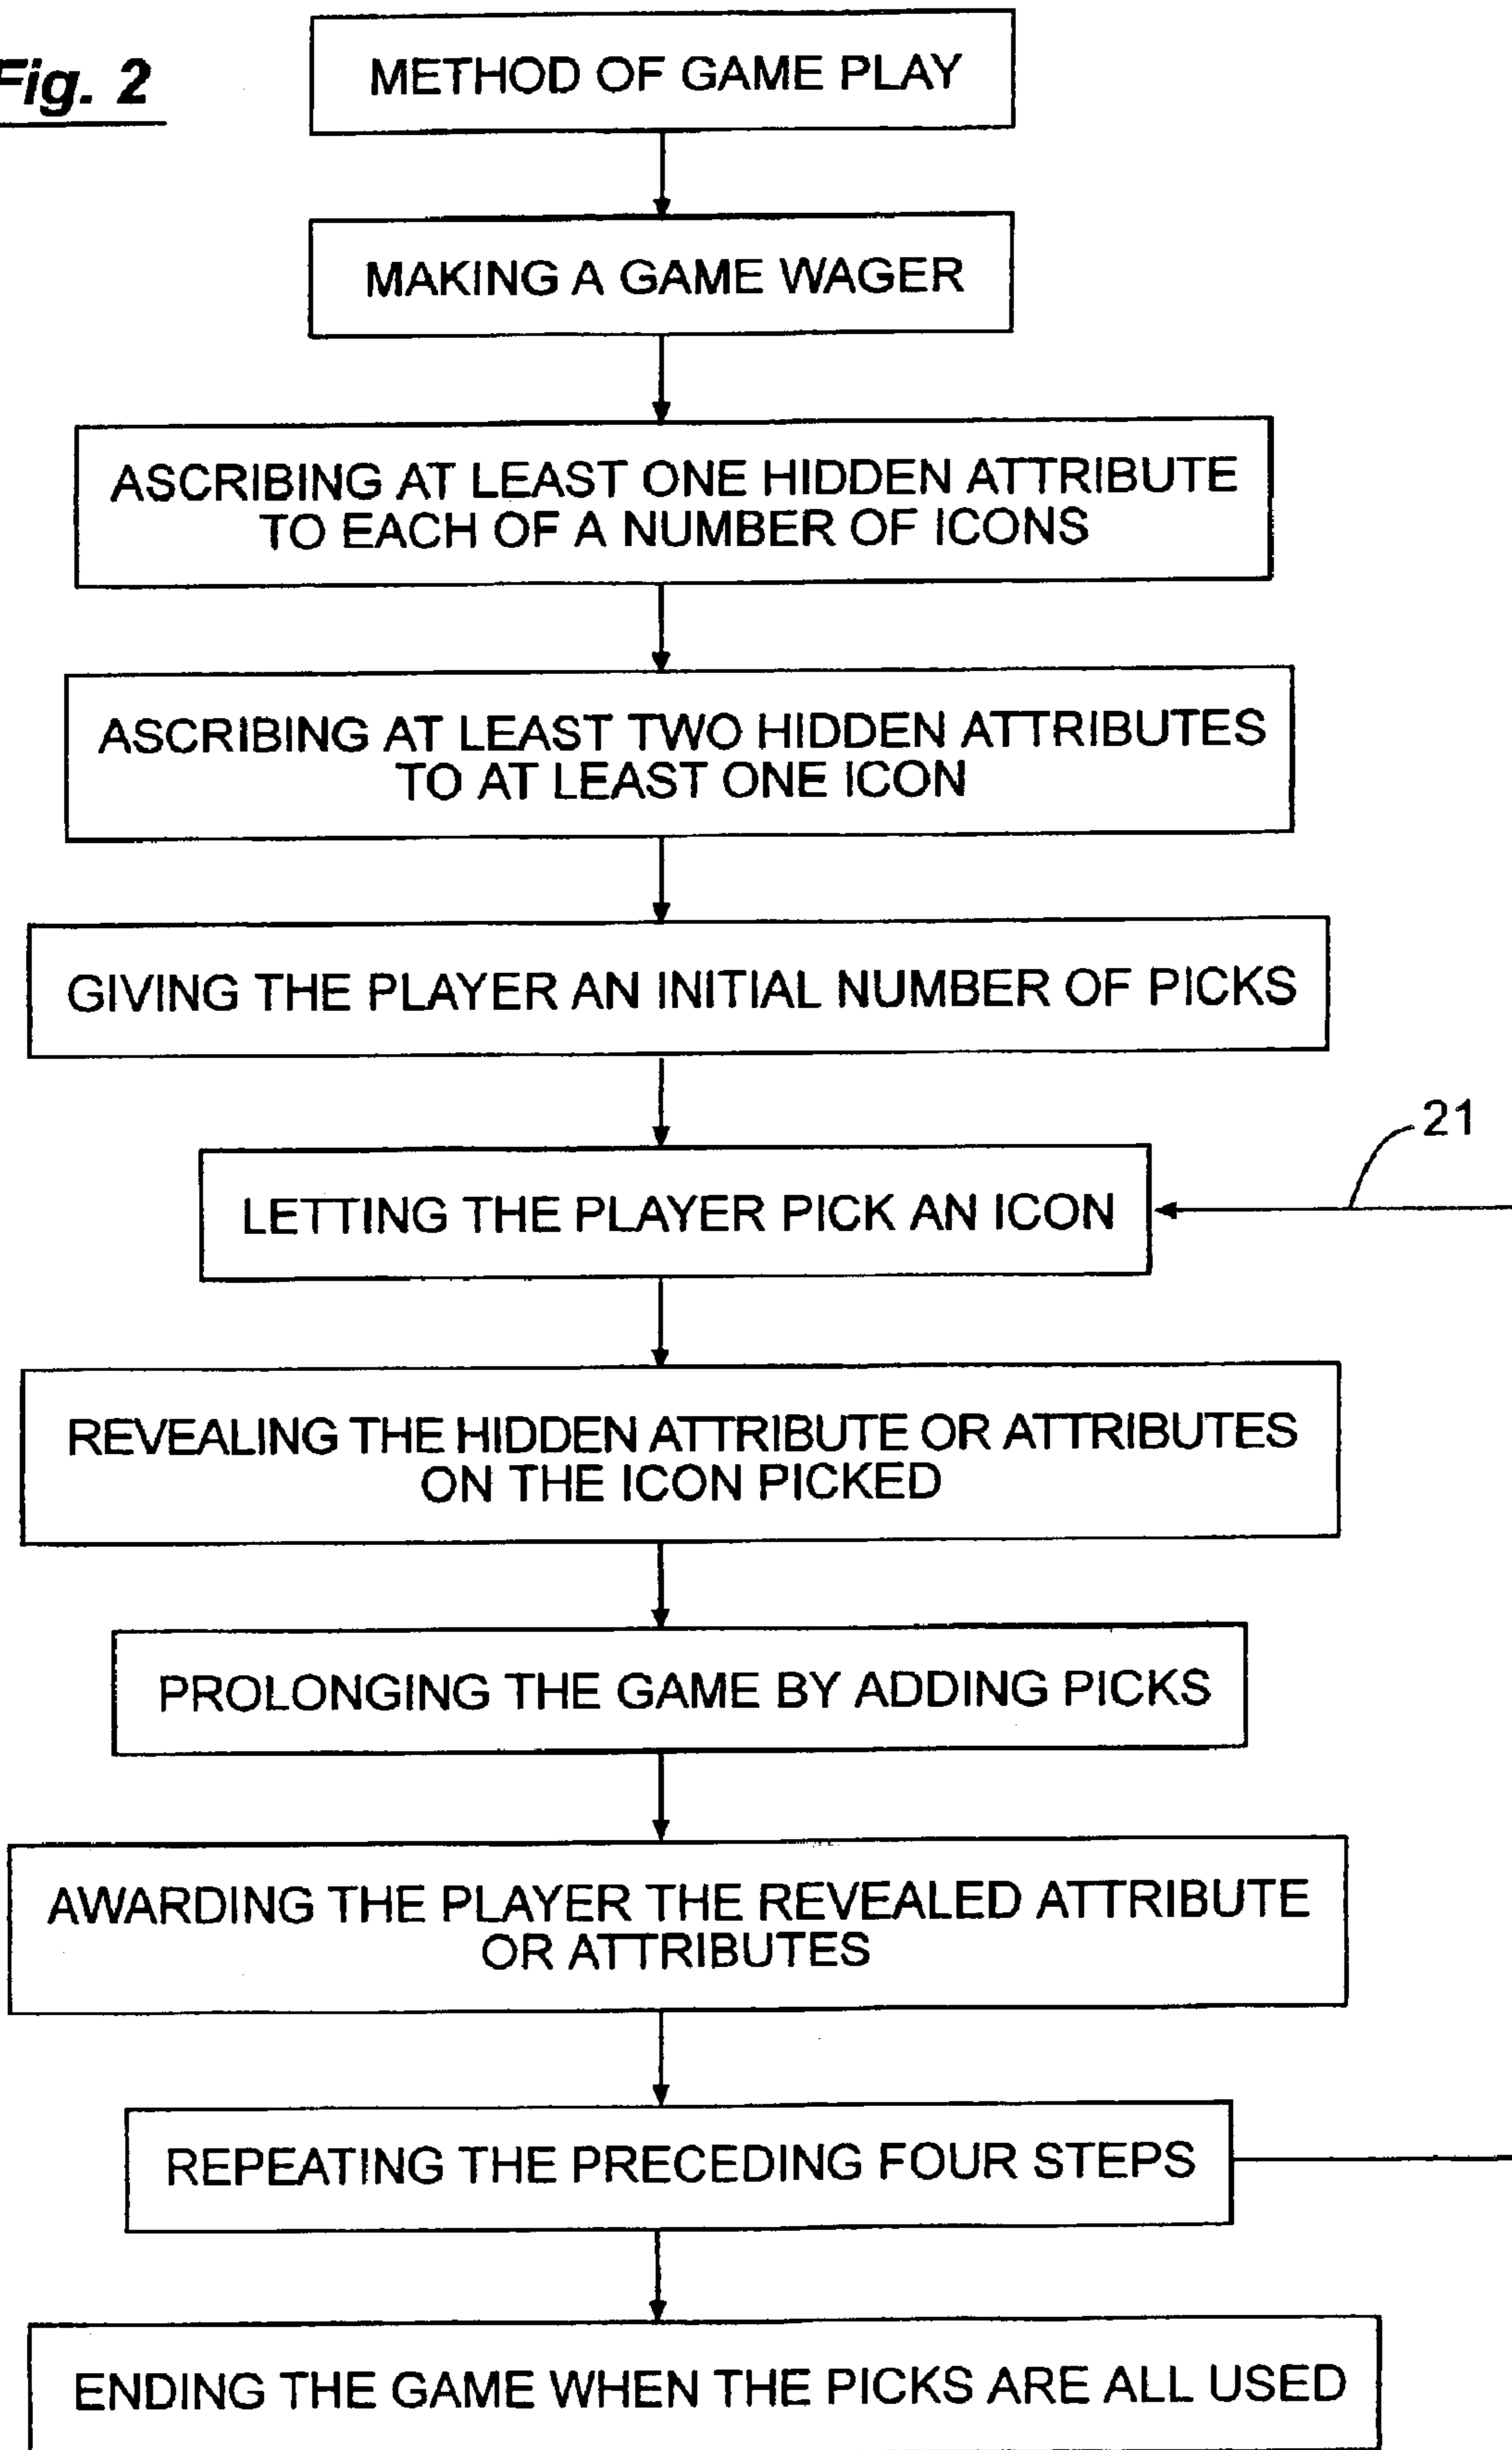 Fig. 2
METHOD OF GAME PLAY
MAKING A GAME WAGER
ASCRIBING AT LEAST ONE HIDDEN ATTRIBUTE
TO EACH OF A NUMBER OF ICONS
ASCRIBING AT LEAST TWO HIDDEN ATTRIBUTES
TO AT LEAST ONE ICON
GIVING THE PLAYER AN INITIAL NUMBER OF PICKS
21
LETTING THE PLAYER PICK AN ICON
REVEALING THE HIDDEN ATTRIBUTE OR ATTRIBUTES
ON THE ICON PICKED
PROLONGING THE GAME BY ADDING PICKS
AWARDING THE PLAYER THE REVEALED ATTRIBUTE
OR ATTRIBUTES
REPEATING THE PRECEDING FOUR STEPS
ENDING THE GAME WHEN THE PICKS ARE ALL USED